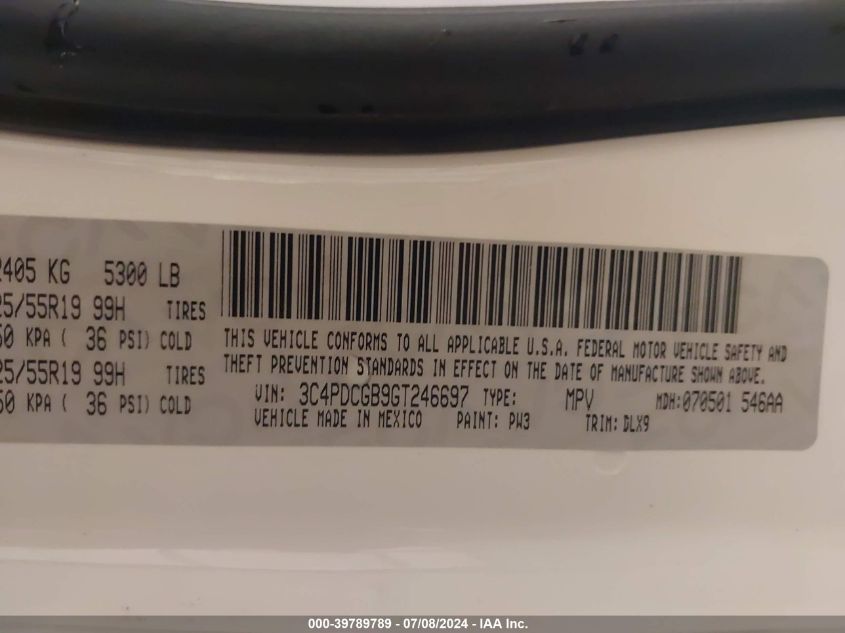 2405 KG 5300 LB
25/55R19 99H TIRES
50 KPA ( 36 PSI) COLD
25/55R19 99H TIRES
50 KPA ( 36 PSI) COLD
THIS VEHICLE CONFORMS TO ALL APPLICABLE U.S.A. FEDERAL MOTOR VEHICLE SAFETY AND
THEFT PREVENTION STANDARDS IN EFFECT ON THE DATE OF MANUFACTURE SHOWN ABOVE.
VIN: 3C4PDCGB9GT246697 TYPE: MPV MDH:070501 546AA
VEHICLE MADE IN MEXICO PAINT: PW3 TRIM: DLX9
000-39789789 - 07/08/2024 - IAA Inc.